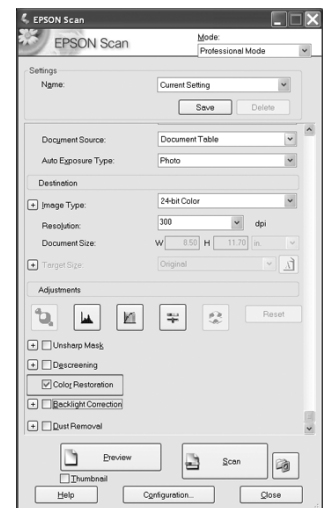 EPSON Scan
EPSON Scan
Mode:
Professional Mode
Settings
Name:
Current Setting
Save
Delete
Document Source:
Document Table
Auto Exposure Type:
Photo
Destination
Image Type:
24-bit Color
Resolution:
300
dpi
Document Size:
W 8.50 H 11.70 in.
Target Size:
Original
Adjustments
Reset
Unsharp Mask
Descreening
Color Restoration
Backlight Correction
Dust Removal
Preview
Scan
Thumbnail
Help
Configuration...
Close